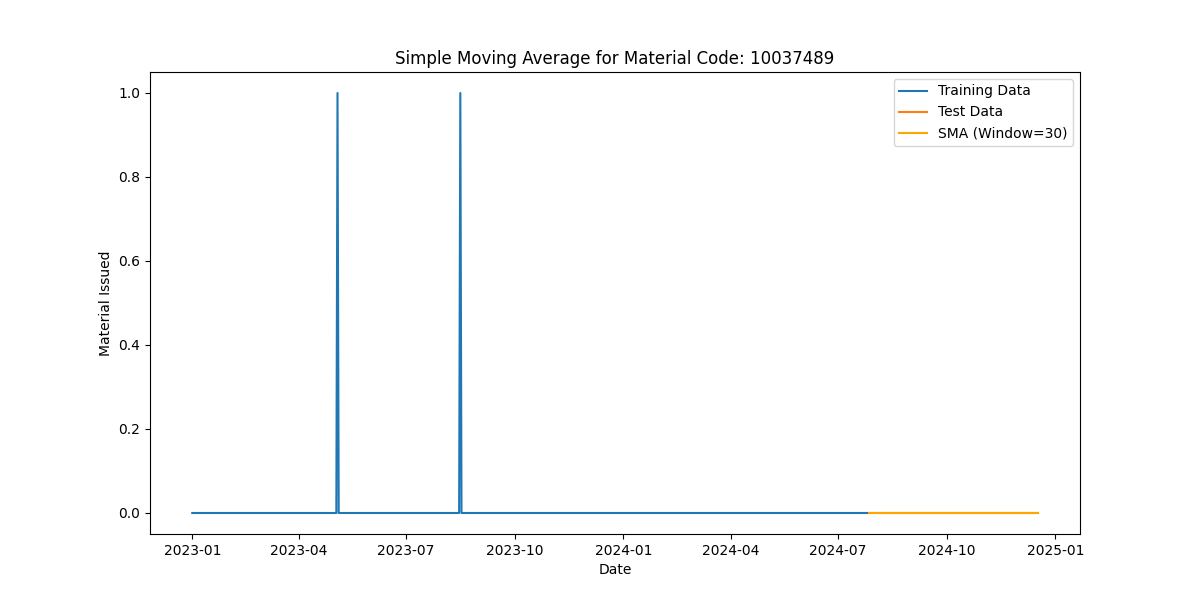 Simple Moving Average for Material Code: 10037489
Training Data
Test Data
SMA (Window=30)
Material Issued
1.0
0.8
0.6
0.4
0.2
0.0
2023-01 2023-04 2023-07 2023-10 2024-01 2024-04 2024-07 2024-10 2025-01
Date